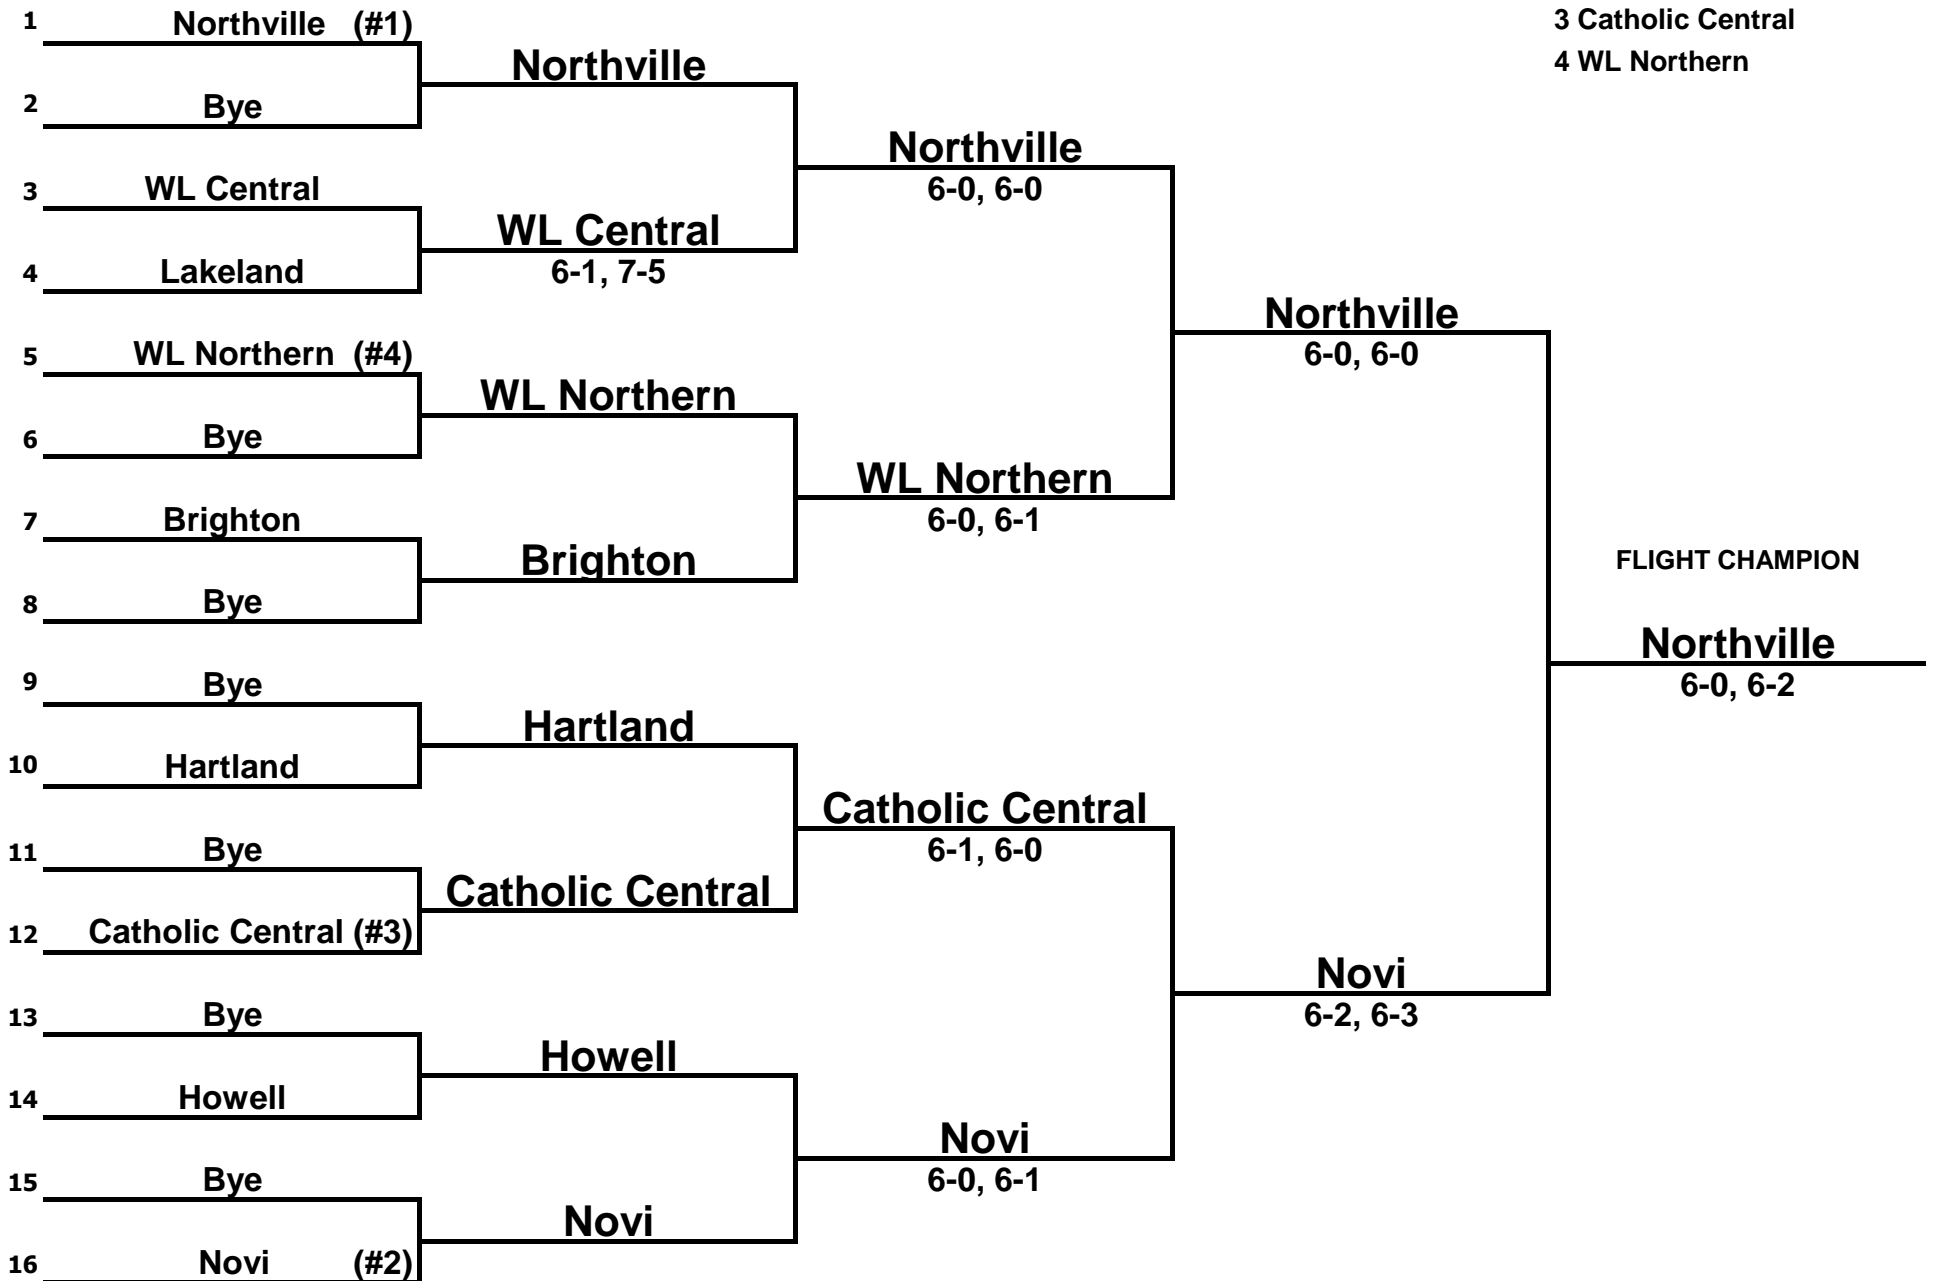 1 Northville (#1)
2 Bye
3 WL Central
4 Lakeland
5 WL Northern (#4)
6 Bye
7 Brighton
8 Bye
9 Bye
10 Hartland
11 Bye
12 Catholic Central (#3)
13 Bye
14 Howell
15 Bye
16 Novi (#2)
Northville
WL Central
6-1, 7-5
WL Northern
Brighton
Hartland
Catholic Central
Howell
Novi
Northville
6-0, 6-0
WL Northern
6-0, 6-1
Catholic Central
6-1, 6-0
Novi
6-0, 6-1
Northville
6-0, 6-0
Novi
6-2, 6-3
3 Catholic Central
4 WL Northern
FLIGHT CHAMPION
Northville
6-0, 6-2